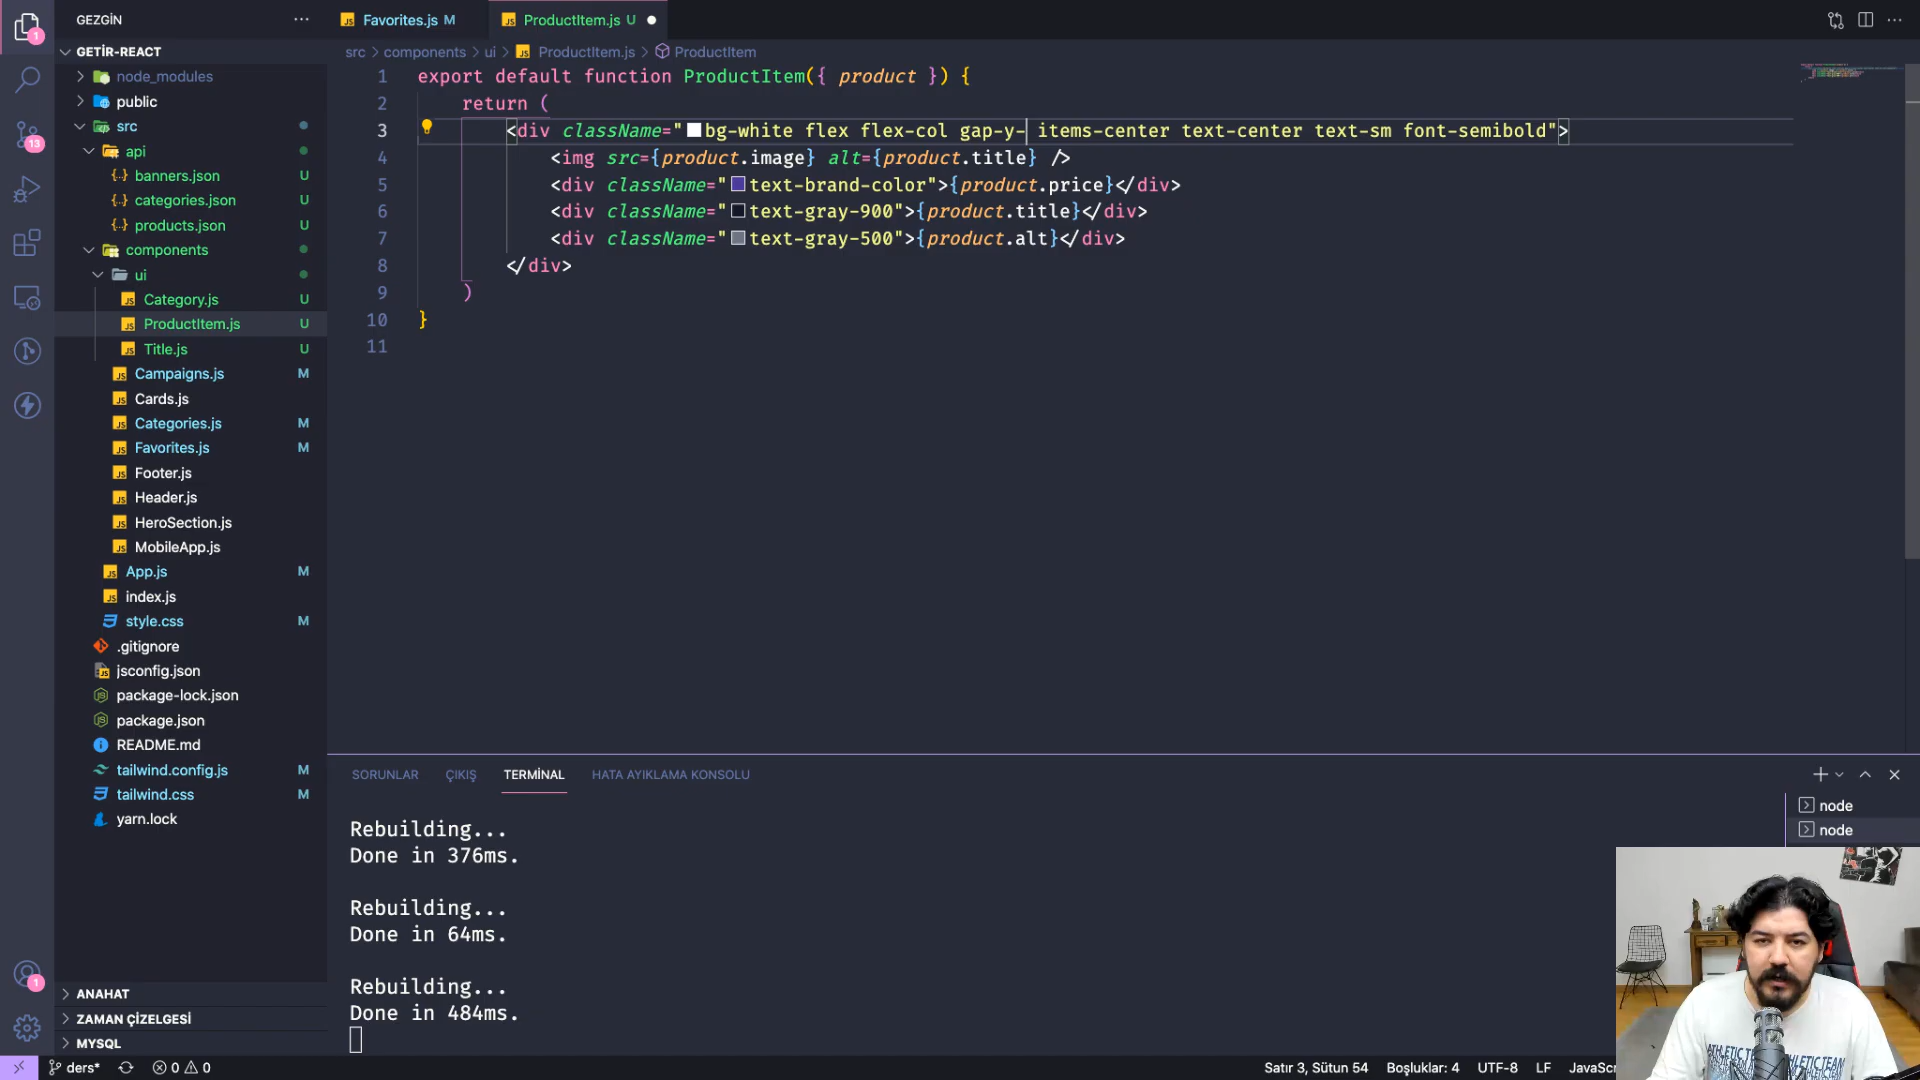 GEZGİN
GETİR-REACT
node_modules
public
src
api
banners.json U
categories.json U
products.json U
components
ui
Category.js U
ProductItem.js U
Title.js U
Campaigns.js M
Cards.js
Categories.js M
Favorites.js M
Footer.js
Header.js
HeroSection.js
MobileApp.js
App.js M
index.js
style.css M
.gitignore
jsconfig.json
package-lock.json
package.json
README.md
tailwind.config.js M
tailwind.css M
yarn.lock
ANAHAT
ZAMAN ÇİZELGESİ
MYSQL
1
13
1
Favorites.js M
ProductItem.js U
src > components > ui > ProductItem.js > ProductItem
1 export default function ProductItem({ product }) {
2 return (
3 <div className="bg-white flex flex-col gap-y- items-center text-center text-sm font-semibold">
4 <img src={product.image} alt={product.title} />
5 <div className="text-brand-color">{product.price}</div>
6 <div className="text-gray-900">{product.title}</div>
7 <div className="text-gray-500">{product.alt}</div>
8 </div>
9 )
10 }
11
SORUNLAR ÇIKIŞ TERMİNAL HATA AYIKLAMA KONSOLU
Rebuilding...
Done in 376ms.
Rebuilding...
Done in 64ms.
Rebuilding...
Done in 484ms.
node
node
ders* 0 0
Satır 3, Sütun 54 Boşluklar: 4 UTF-8 LF JavaScr
ATHLETIC TEAM